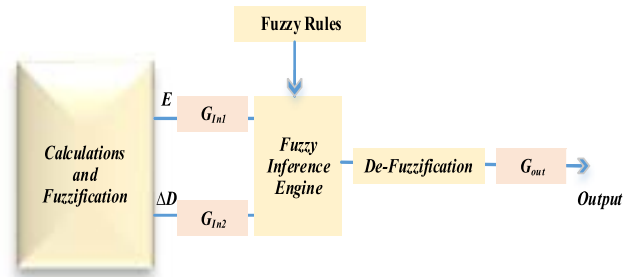 Fuzzy Rules
E
G_In1
Calculations
and
Fuzzification
Fuzzy
Inference
Engine
De-Fuzzification
G_out
Output
ΔD
G_In2